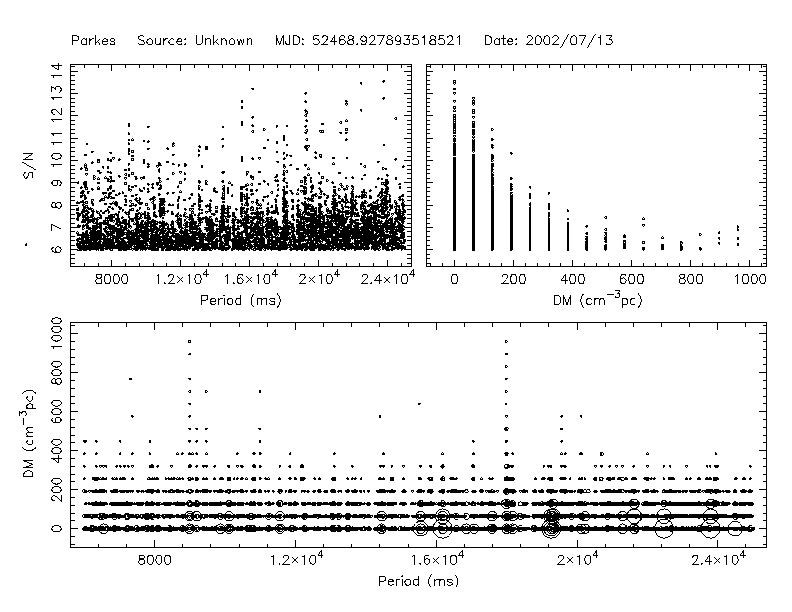 Parkes Source: Unknown MJD: 52468.927893518521 Date: 2002/07/13
S/N
14
13
12
11
10
9
8
7
6
8000 1.2×10⁴ 1.6×10⁴ 2×10⁴ 2.4×10⁴
Period (ms)
0 200 400 600 800 1000
DM (cm⁻³pc)
DM (cm⁻³pc)
1000
800
600
400
200
0
8000 1.2×10⁴ 1.6×10⁴ 2×10⁴ 2.4×10⁴
Period (ms)